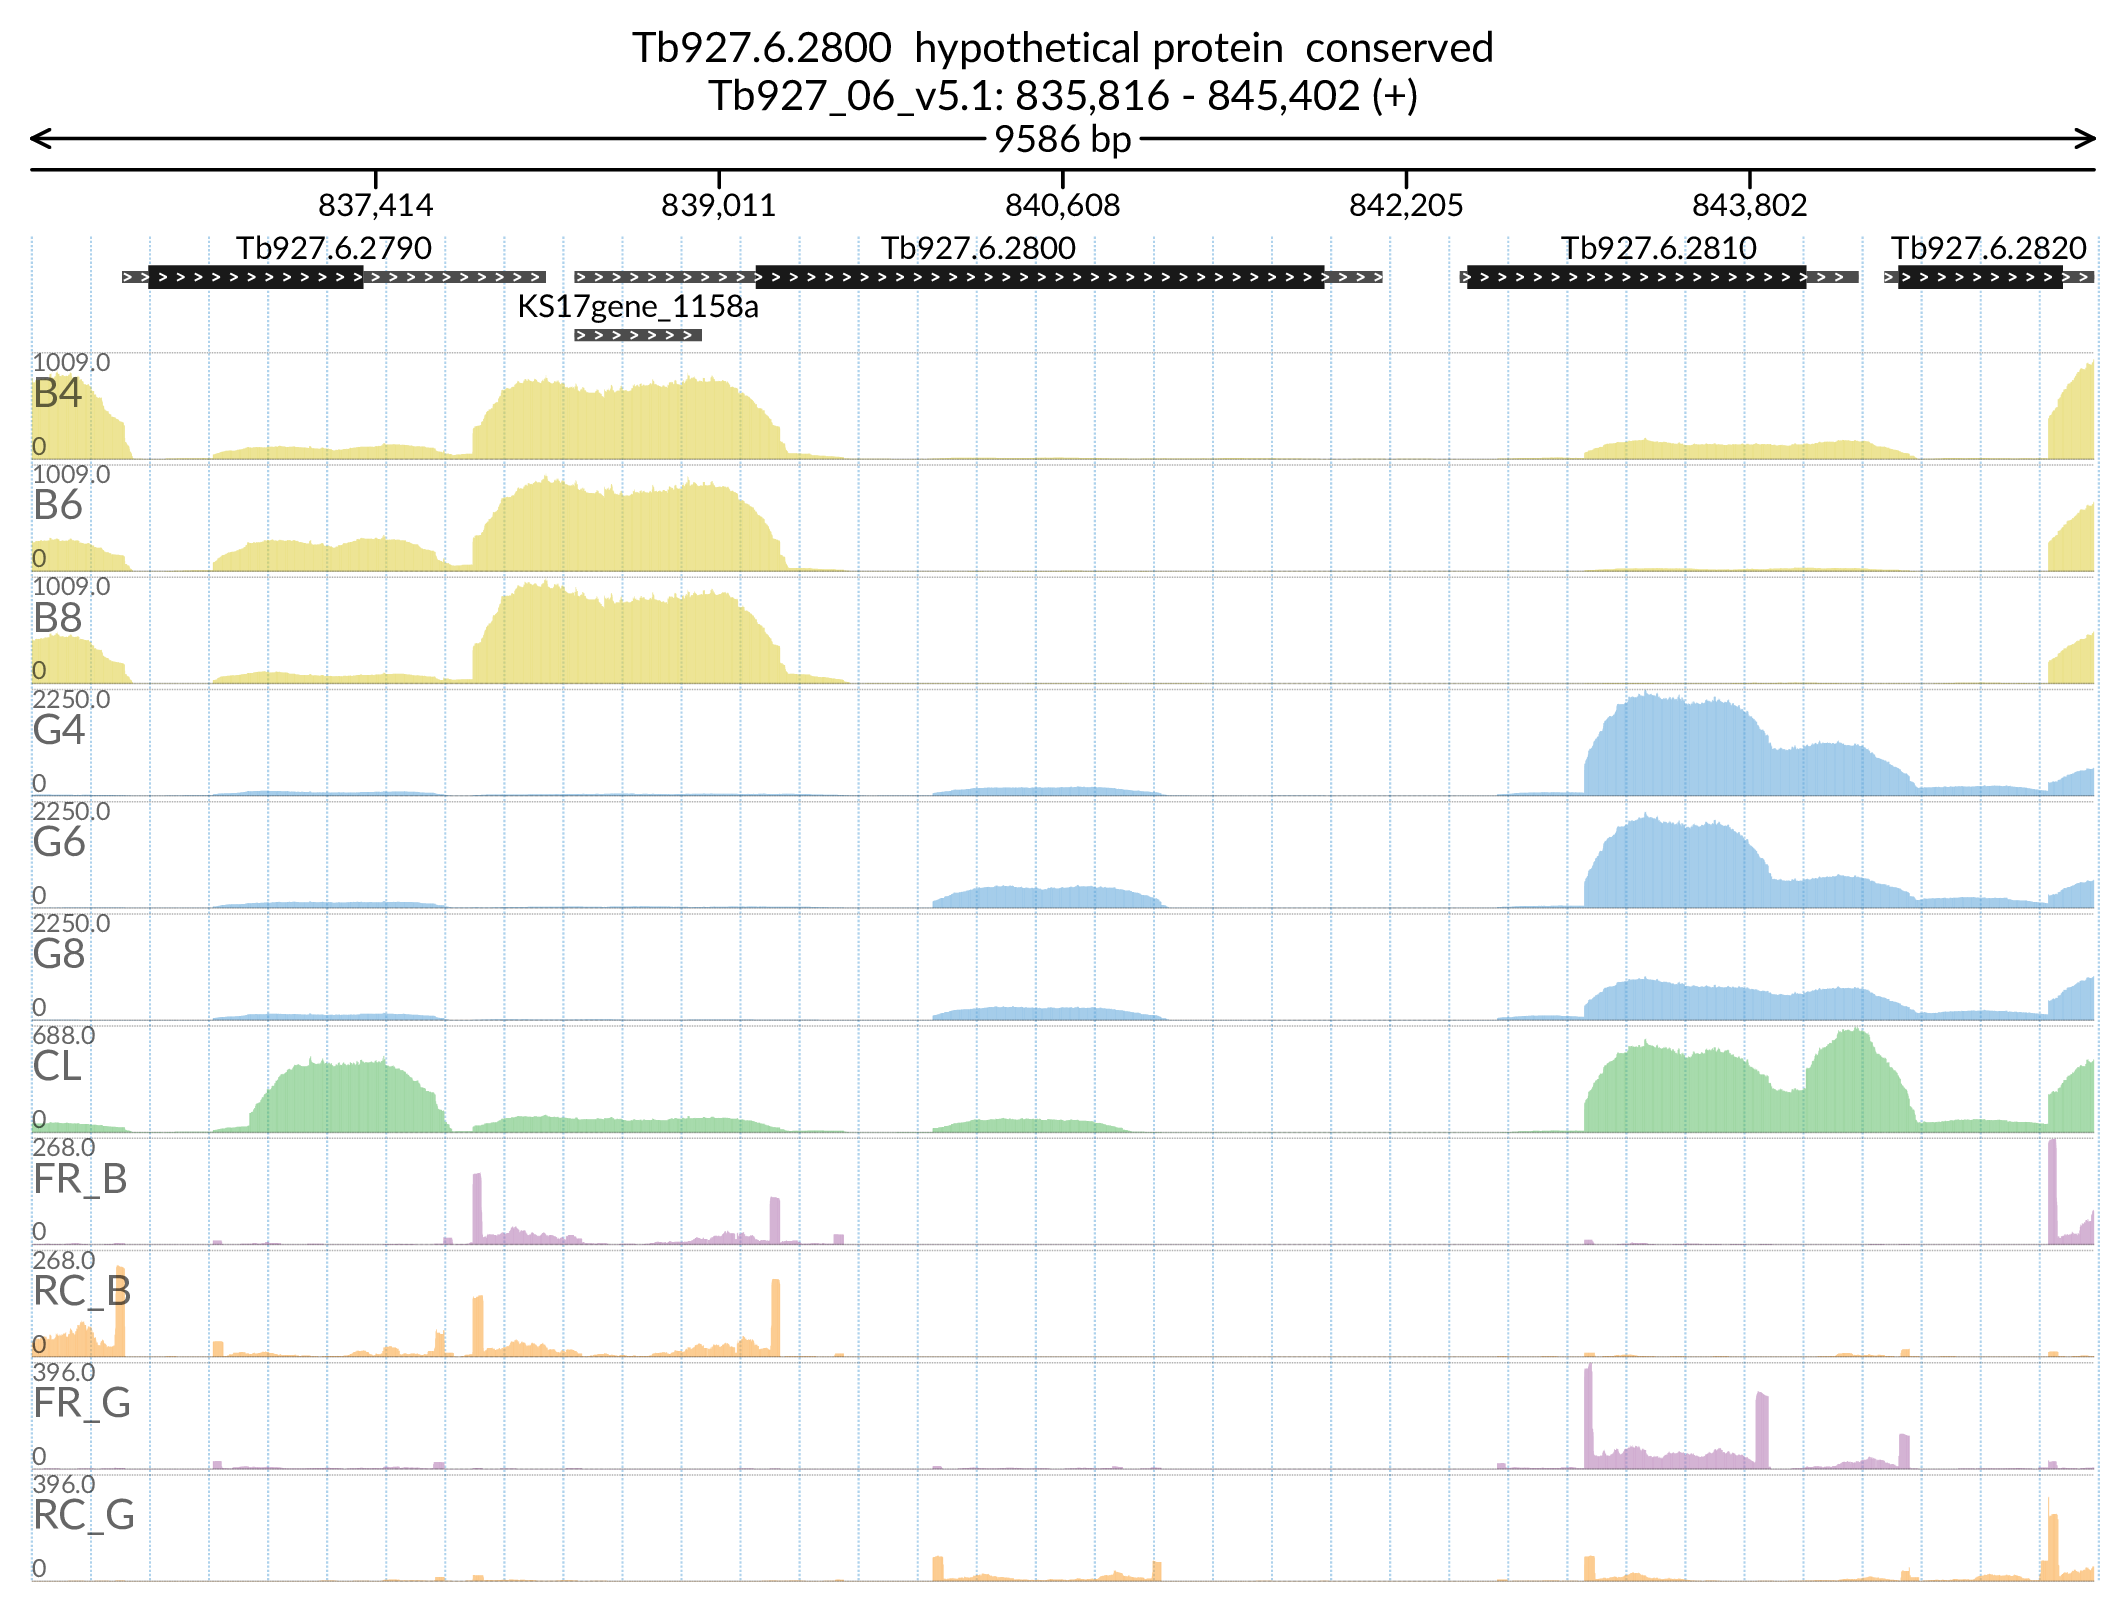 Tb927.6.2800 hypothetical protein conserved
Tb927_06_v5.1: 835,816 - 845,402 (+)
9586 bp
837,414 839,011 840,608 842,205 843,802
Tb927.6.2790 Tb927.6.2800 Tb927.6.2810 Tb927.6.2820
KS17gene_1158a
1009.0
B4
0
1009.0
B6
0
1009.0
B8
0
2250.0
G4
0
2250.0
G6
0
2250.0
G8
0
688.0
CL
0
268.0
FR_B
0
268.0
RC_B
0
396.0
FR_G
0
396.0
RC_G
0